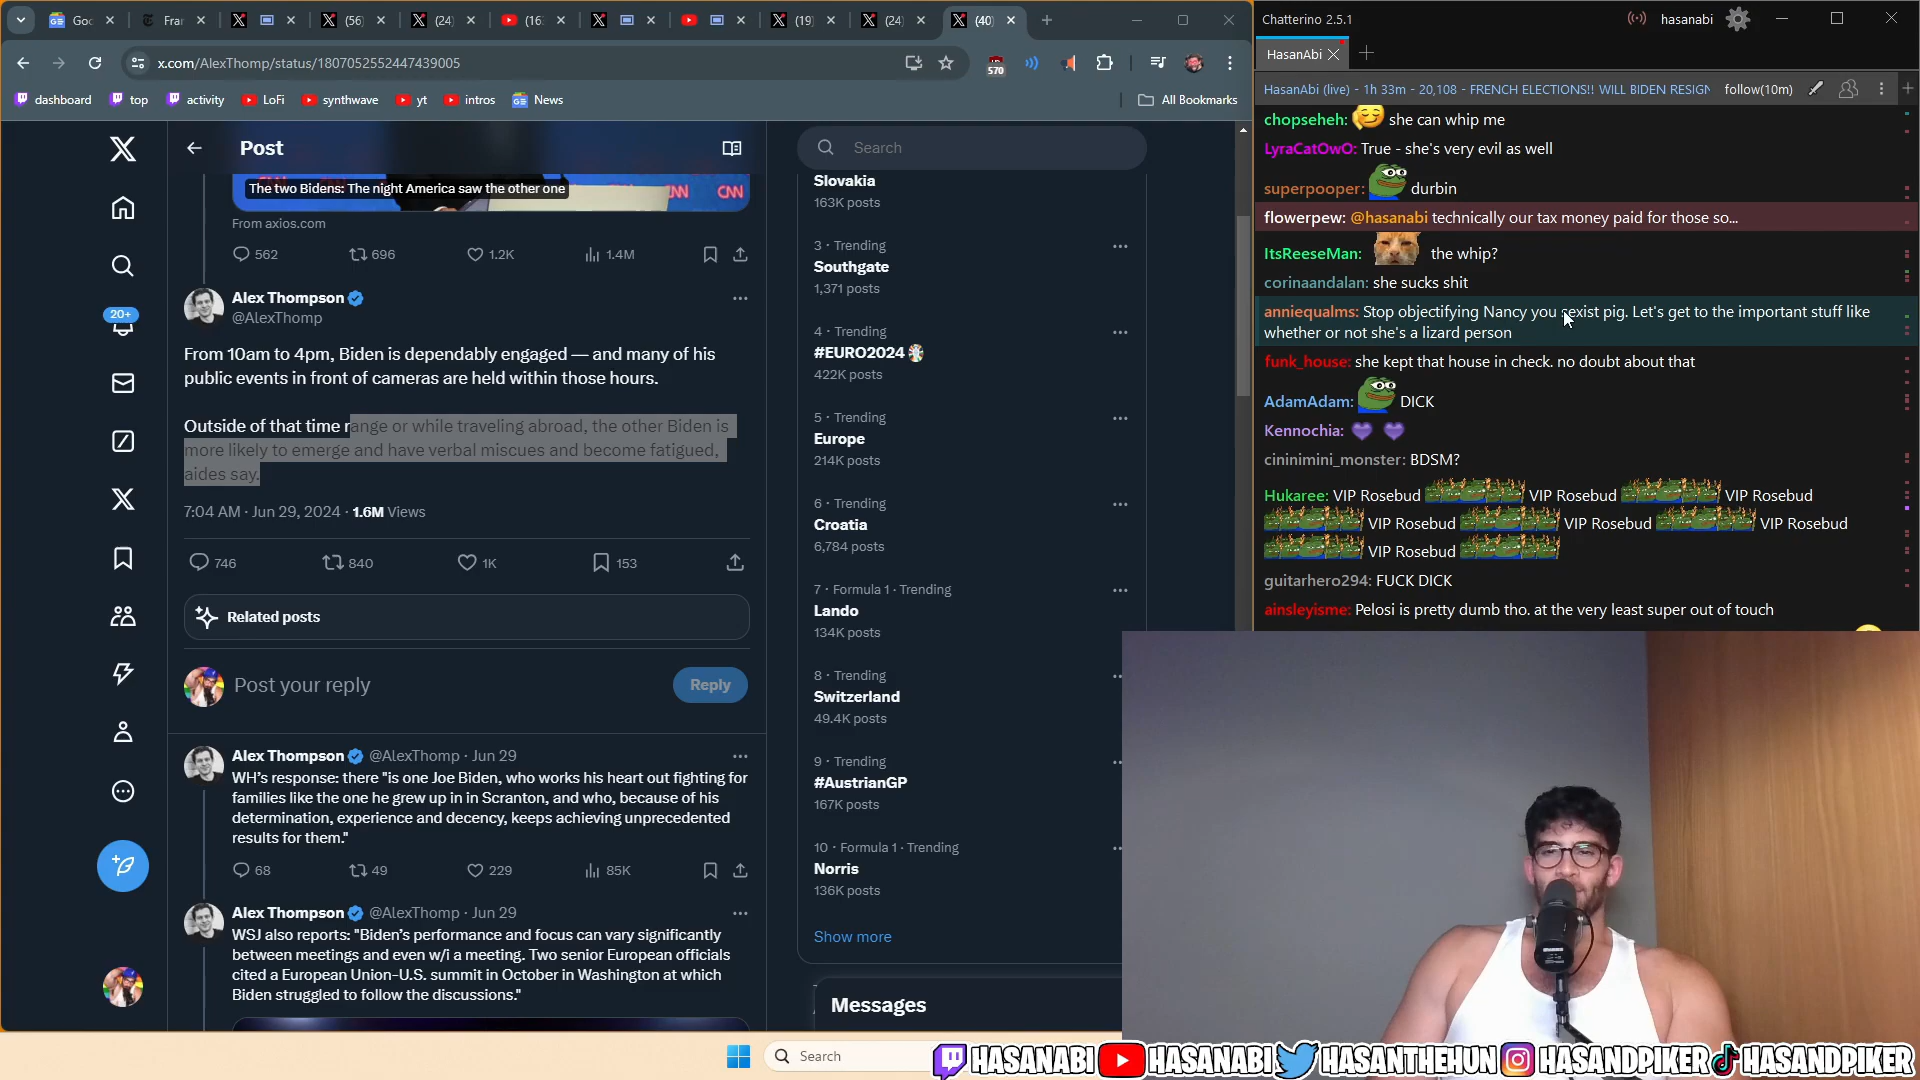 Goo
Fran
(56)
(24)
(16)
(19)
(24)
(40)
x.com/AlexThomp/status/1807052552447439005
570
dashboard
top
activity
LoFi
synthwave
yt
intros
News
All Bookmarks
Post
The two Bidens: The night America saw the other one
CNN
From axios.com
562
696
1.2K
1.4M
20+
Alex Thompson
@AlexThomp
From 10am to 4pm, Biden is dependably engaged — and many of his
public events in front of cameras are held within those hours.
Outside of that time range or while traveling abroad, the other Biden is
more likely to emerge and have verbal miscues and become fatigued,
aides say.
7:04 AM · Jun 29, 2024 · 1.6M Views
746
840
1K
153
Related posts
Post your reply
Reply
Alex Thompson @AlexThomp · Jun 29
WH's response: there "is one Joe Biden, who works his heart out fighting for
families like the one he grew up in in Scranton, and who, because of his
determination, experience and decency, keeps achieving unprecedented
results for them."
68
49
229
85K
Alex Thompson @AlexThomp · Jun 29
WSJ also reports: "Biden's performance and focus can vary significantly
between meetings and even w/i a meeting. Two senior European officials
cited a European Union-U.S. summit in October in Washington at which
Biden struggled to follow the discussions."
Search
Slovakia
163K posts
3 · Trending
Southgate
1,371 posts
4 · Trending
#EURO2024
422K posts
5 · Trending
Europe
214K posts
6 · Trending
Croatia
6,784 posts
7 · Formula 1 · Trending
Lando
134K posts
8 · Trending
Switzerland
49.4K posts
9 · Trending
#AustrianGP
167K posts
10 · Formula 1 · Trending
Norris
136K posts
Show more
Messages
Chatterino 2.5.1
hasanabi
HasanAbi
HasanAbi (live) - 1h 33m - 20,108 - FRENCH ELECTIONS!! WILL BIDEN RESIGN
follow(10m)
chopseheh: she can whip me
LyraCatOwO: True - she's very evil as well
superpooper: durbin
flowerpew: @hasanabi technically our tax money paid for those so...
ItsReeseMan: the whip?
corinaandalan: she sucks shit
anniequalms: Stop objectifying Nancy you sexist pig. Let's get to the important stuff like
whether or not she's a lizard person
funk_house: she kept that house in check. no doubt about that
AdamAdam: DICK
Kennochia:
cininimini_monster: BDSM?
Hukaree: VIP Rosebud VIP Rosebud VIP Rosebud
VIP Rosebud VIP Rosebud VIP Rosebud
VIP Rosebud
guitarhero294: FUCK DICK
ainsleyisme: Pelosi is pretty dumb tho. at the very least super out of touch
Search
HASANABI HASANABI HASANTHEHUN HASANDPIKER HASANDPIKER